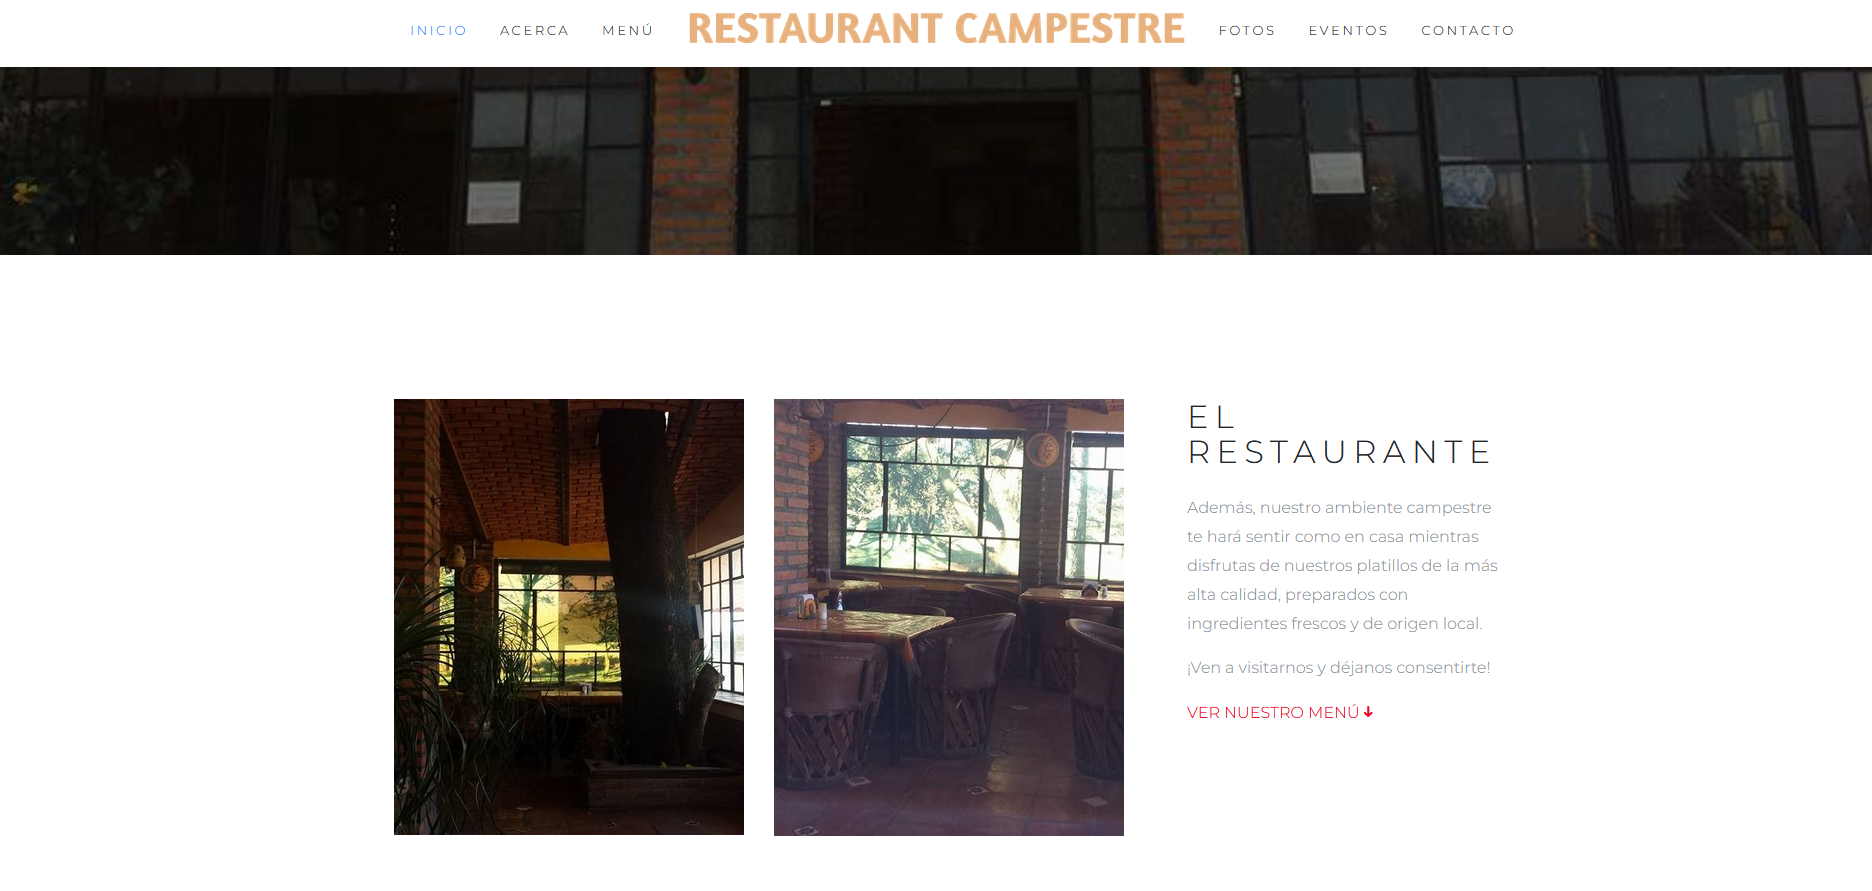 INICIO ACERCA MENÚ RESTAURANT CAMPESTRE FOTOS EVENTOS CONTACTO
EL
RESTAURANTE
Además, nuestro ambiente campestre
te hará sentir como en casa mientras
disfrutas de nuestros platillos de la más
alta calidad, preparados con
ingredientes frescos y de origen local.
¡Ven a visitarnos y déjanos consentirte!
VER NUESTRO MENÚ